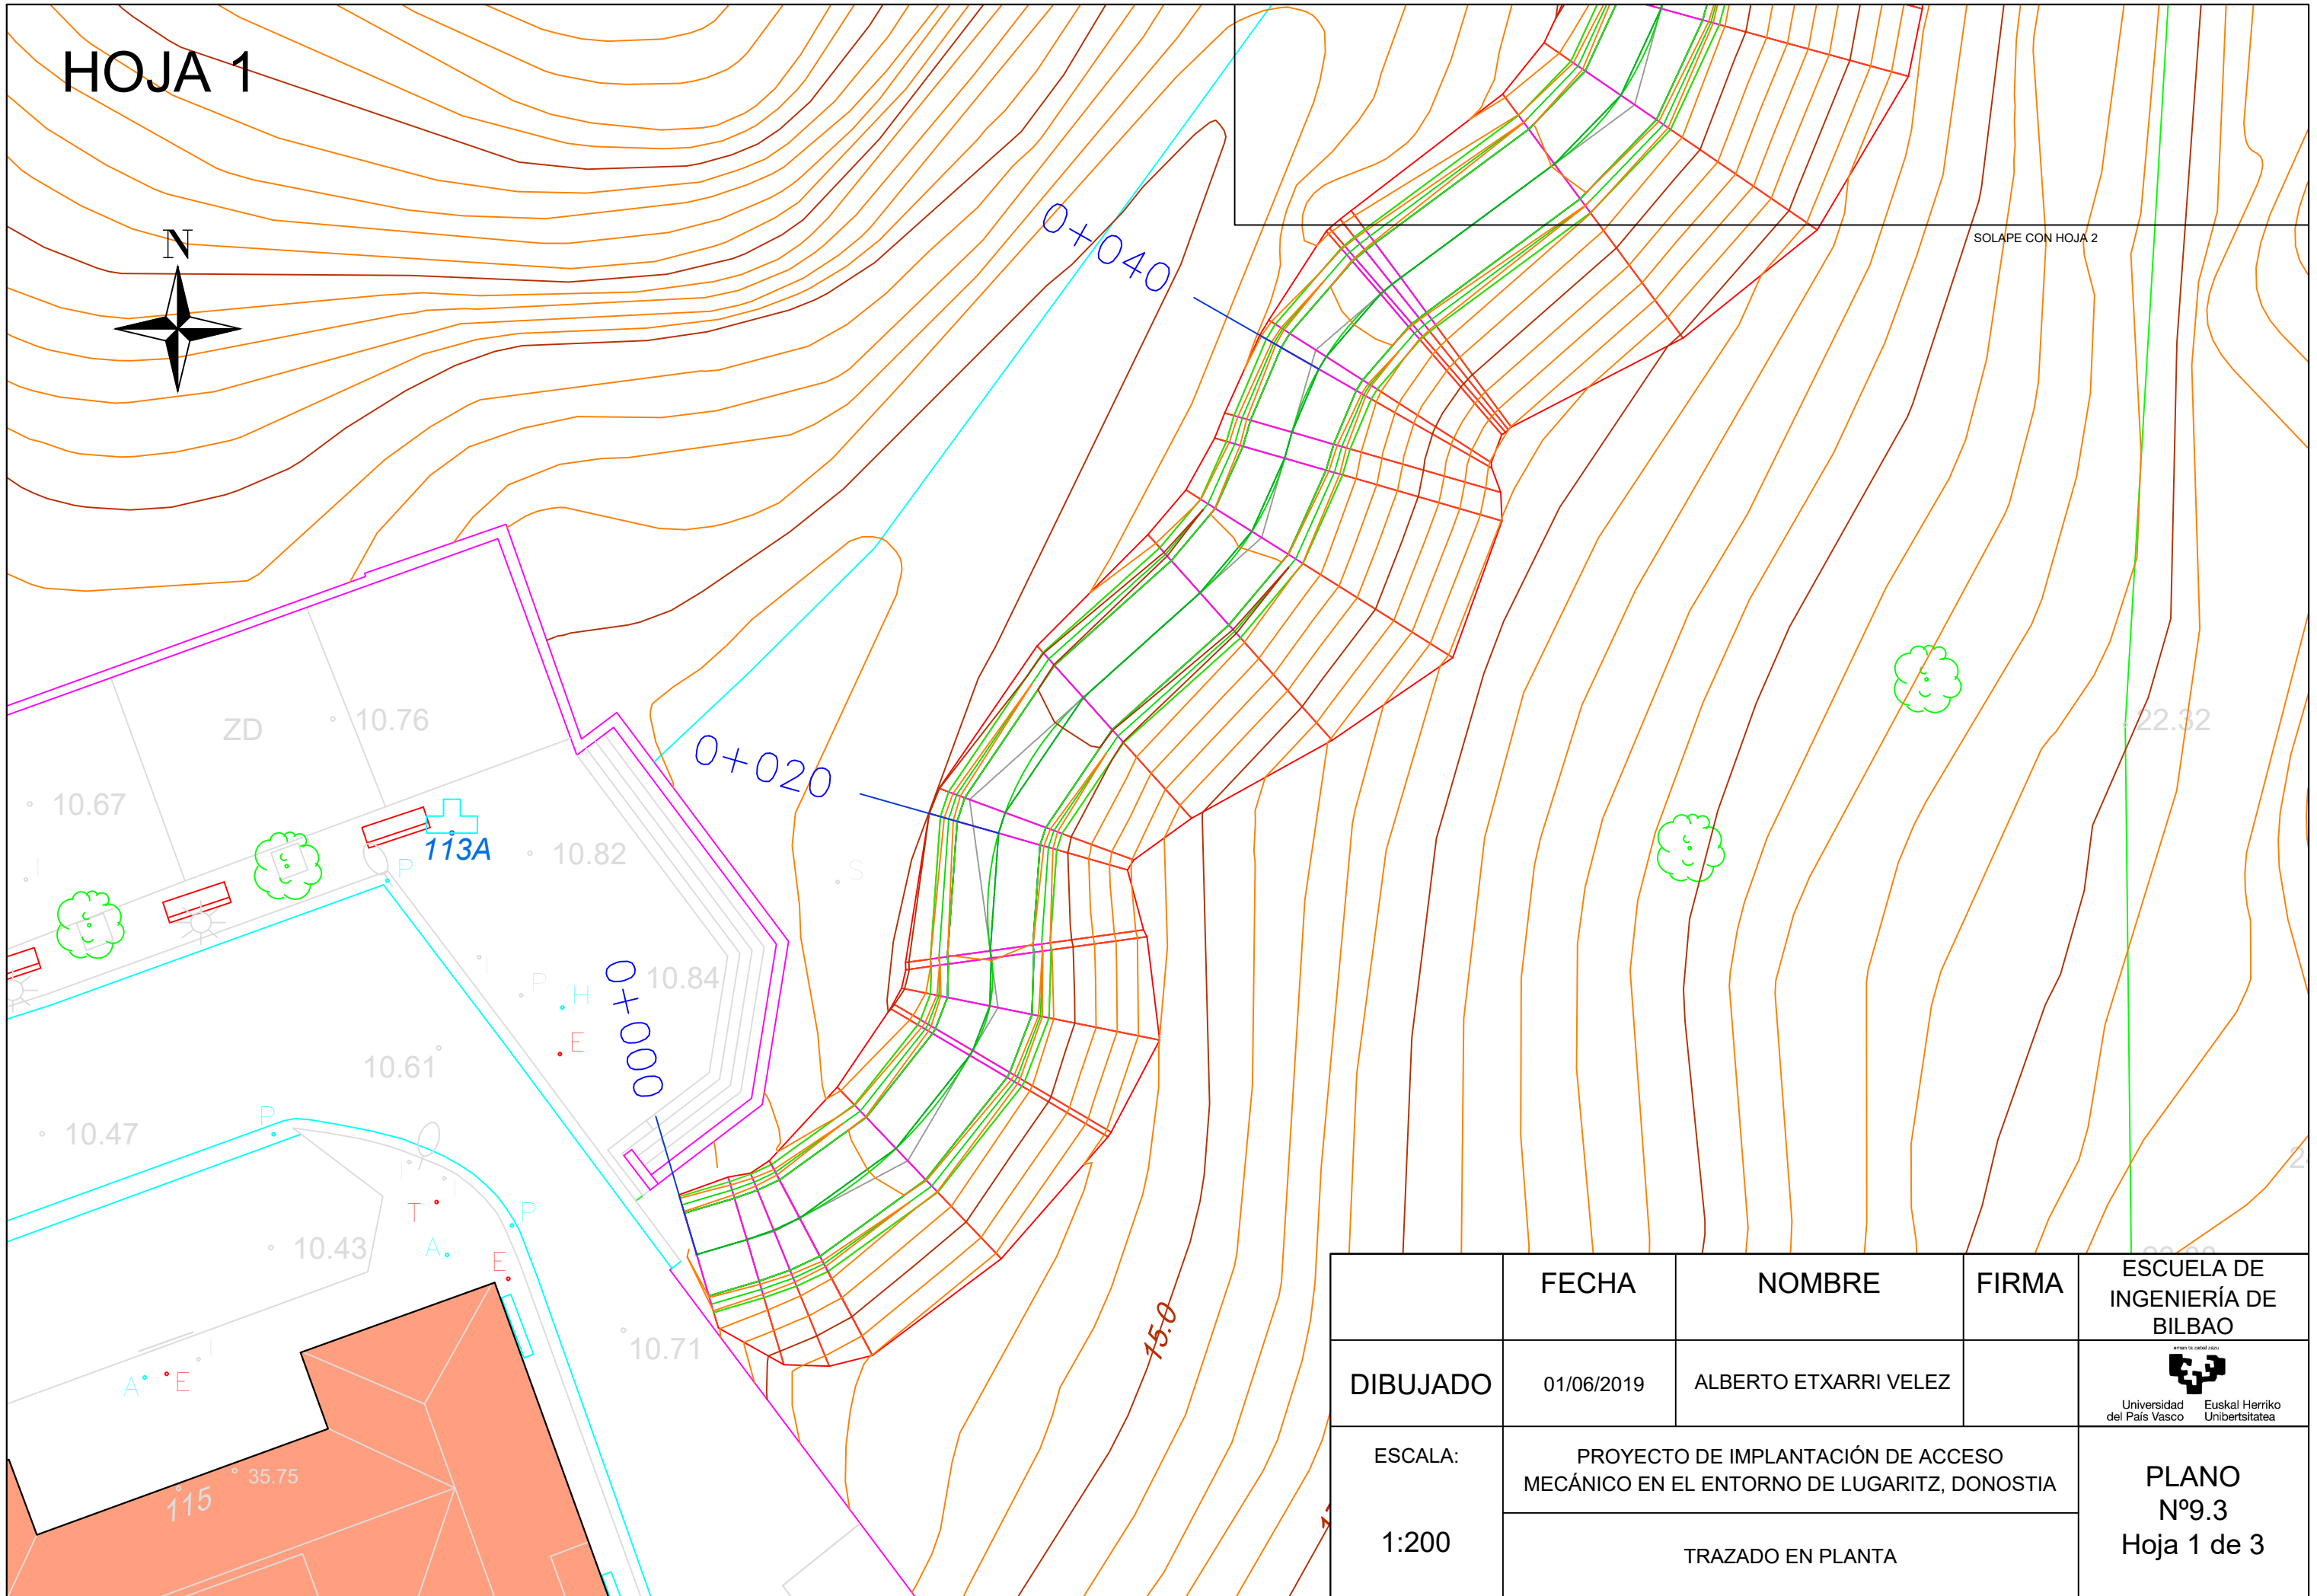 HOJA 1
N
0+040
SOLAPE CON HOJA 2
ZD
10.76
0+020
22.32
10.67
113A
10.82
P
S
I
I
P
H
10.84
0+000
E
10.61
P
10.47
I
I
T
P
A
10.43
E
10.71
15.0
I
A
E
35.75
115
FECHA
NOMBRE
FIRMA
ESCUELA DE
INGENIERÍA DE
BILBAO
DIBUJADO
01/06/2019
ALBERTO ETXARRI VELEZ
eman ta zabal zazu
Universidad
del País Vasco
Euskal Herriko
Unibertsitatea
ESCALA:
1:200
PROYECTO DE IMPLANTACIÓN DE ACCESO
MECÁNICO EN EL ENTORNO DE LUGARITZ, DONOSTIA
TRAZADO EN PLANTA
PLANO
Nº9.3
Hoja 1 de 3